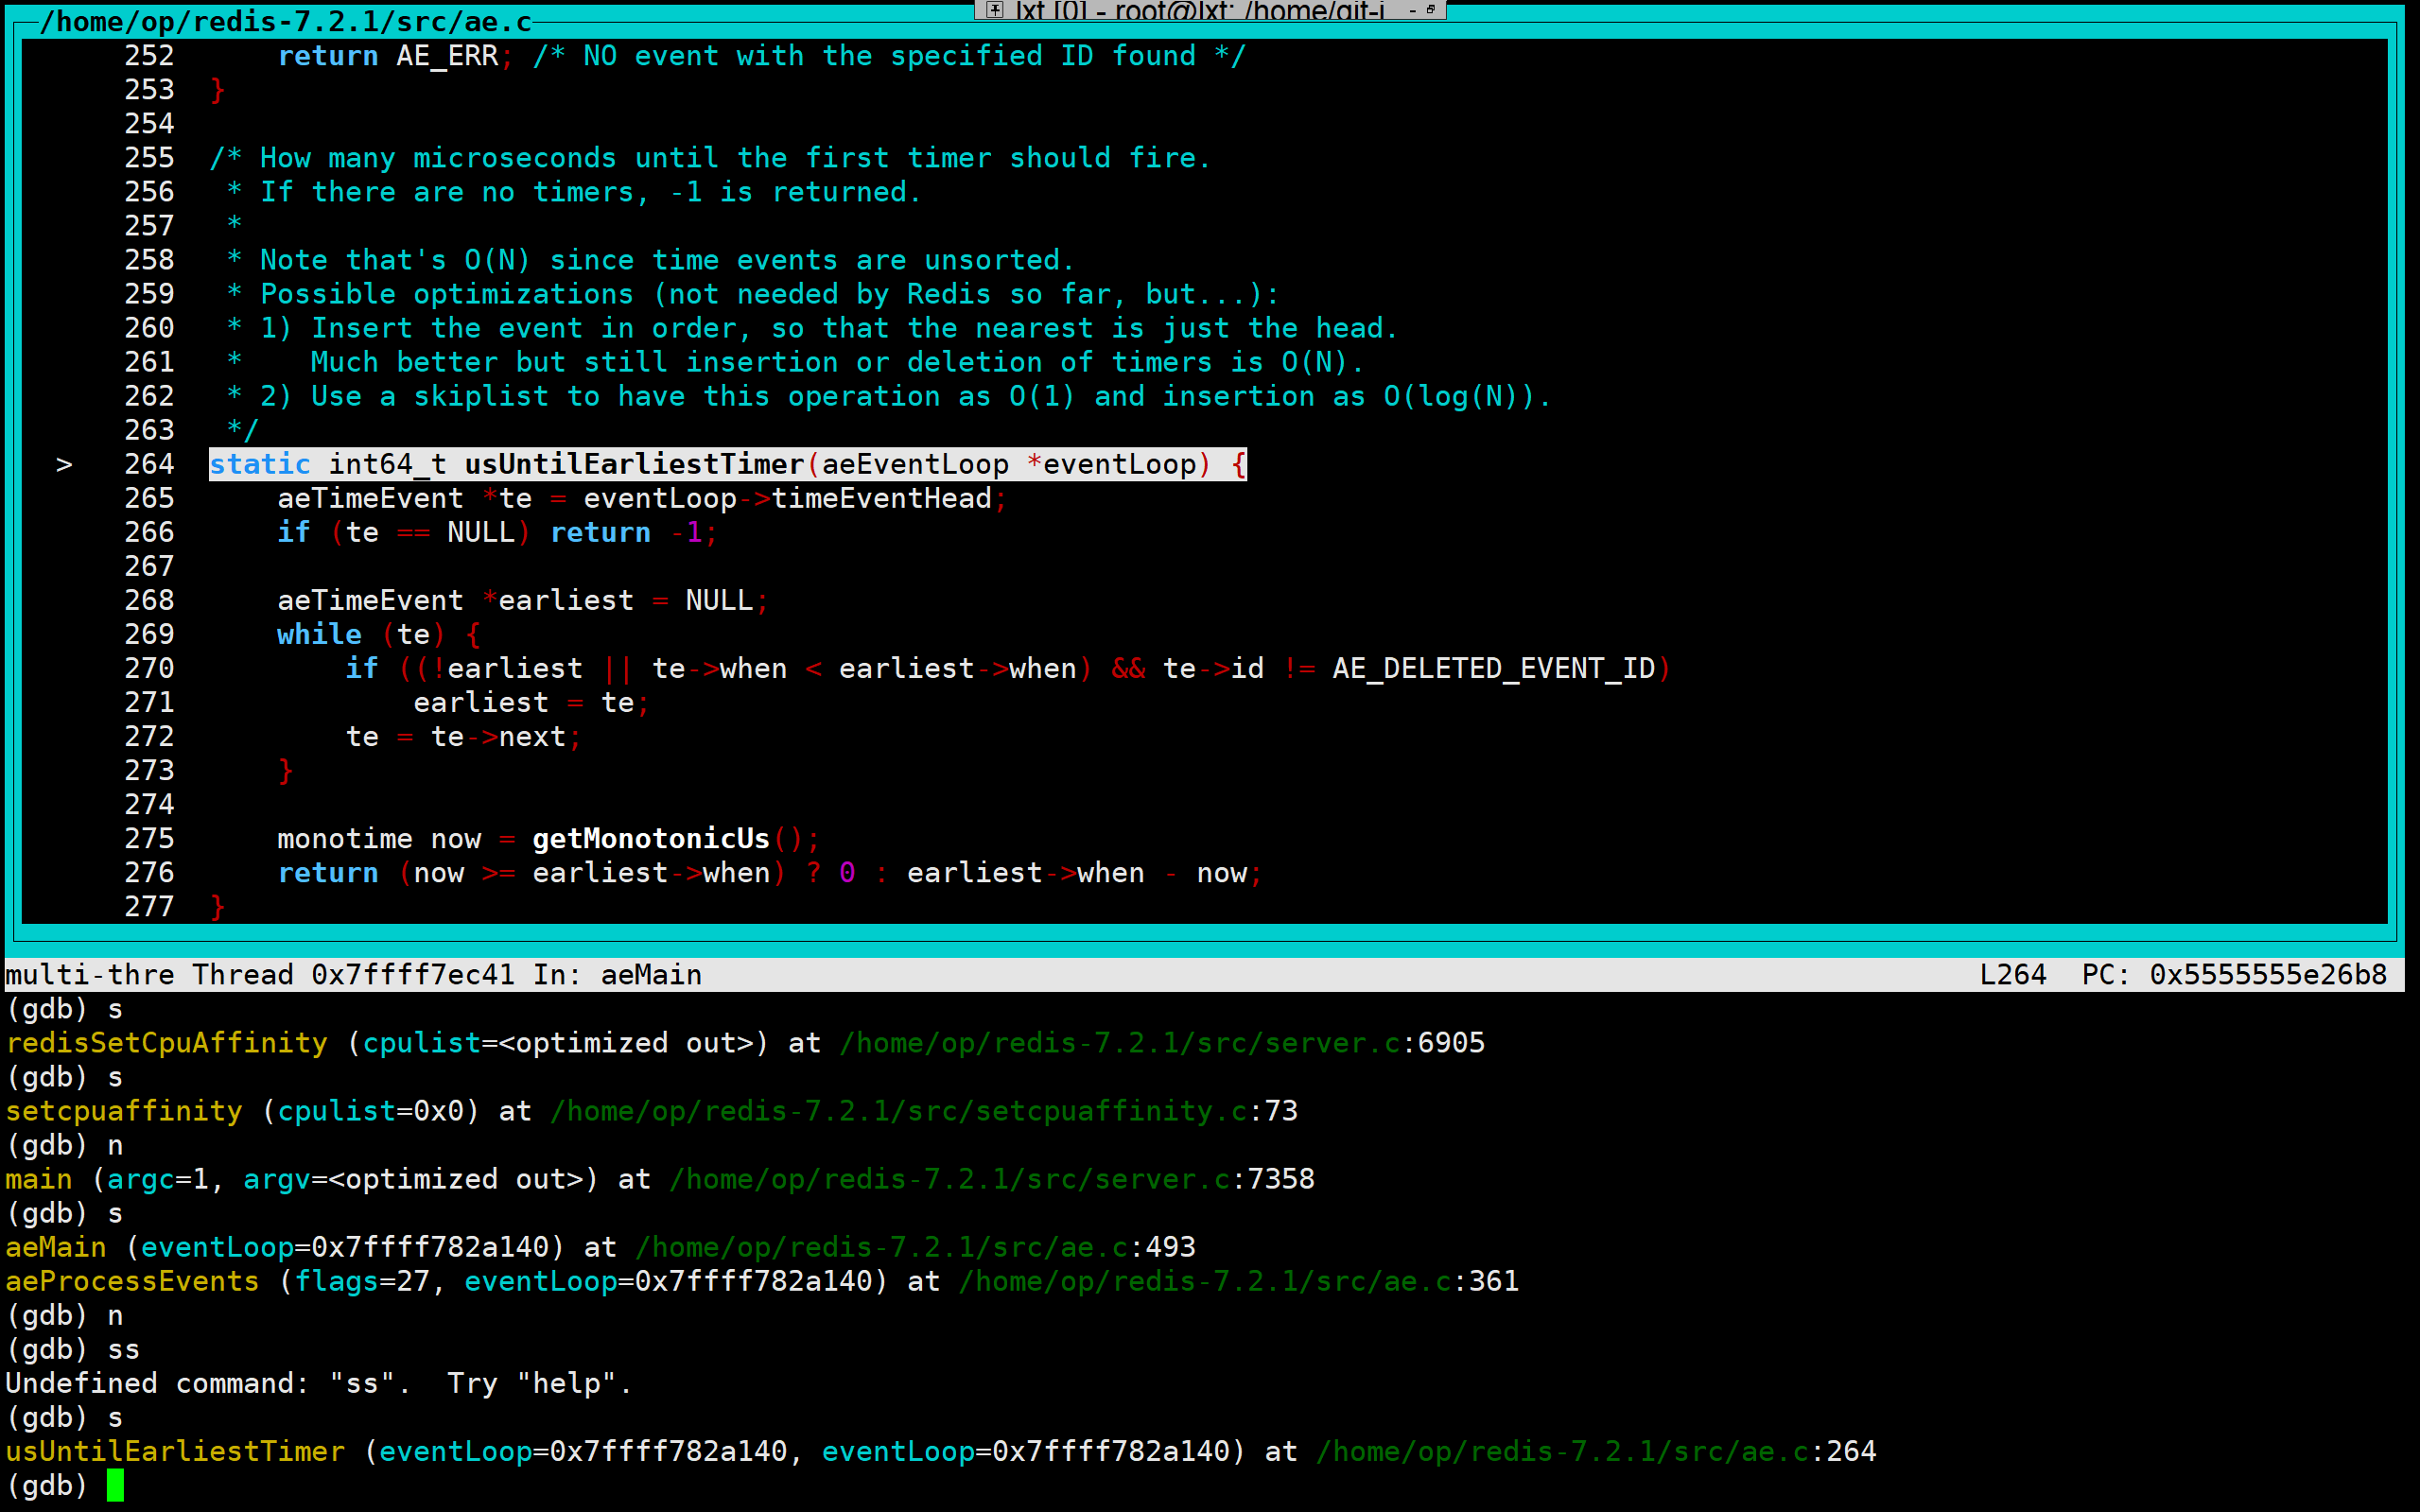 lxt [0] - root@lxt: /home/git-i
/home/op/redis-7.2.1/src/ae.c
252      return AE_ERR; /* NO event with the specified ID found */
253  }
254
255  /* How many microseconds until the first timer should fire.
256   * If there are no timers, -1 is returned.
257   *
258   * Note that's O(N) since time events are unsorted.
259   * Possible optimizations (not needed by Redis so far, but...):
260   * 1) Insert the event in order, so that the nearest is just the head.
261   *    Much better but still insertion or deletion of timers is O(N).
262   * 2) Use a skiplist to have this operation as O(1) and insertion as O(log(N)).
263   */
>   264  static int64_t usUntilEarliestTimer(aeEventLoop *eventLoop) {
265      aeTimeEvent *te = eventLoop->timeEventHead;
266      if (te == NULL) return -1;
267
268      aeTimeEvent *earliest = NULL;
269      while (te) {
270          if ((!earliest || te->when < earliest->when) && te->id != AE_DELETED_EVENT_ID)
271              earliest = te;
272          te = te->next;
273      }
274
275      monotime now = getMonotonicUs();
276      return (now >= earliest->when) ? 0 : earliest->when - now;
277  }
multi-thre Thread 0x7ffff7ec41 In: aeMain    L264  PC: 0x5555555e26b8
(gdb) s
redisSetCpuAffinity (cpulist=<optimized out>) at /home/op/redis-7.2.1/src/server.c:6905
(gdb) s
setcpuaffinity (cpulist=0x0) at /home/op/redis-7.2.1/src/setcpuaffinity.c:73
(gdb) n
main (argc=1, argv=<optimized out>) at /home/op/redis-7.2.1/src/server.c:7358
(gdb) s
aeMain (eventLoop=0x7ffff782a140) at /home/op/redis-7.2.1/src/ae.c:493
aeProcessEvents (flags=27, eventLoop=0x7ffff782a140) at /home/op/redis-7.2.1/src/ae.c:361
(gdb) n
(gdb) ss
Undefined command: "ss".  Try "help".
(gdb) s
usUntilEarliestTimer (eventLoop=0x7ffff782a140, eventLoop=0x7ffff782a140) at /home/op/redis-7.2.1/src/ae.c:264
(gdb)